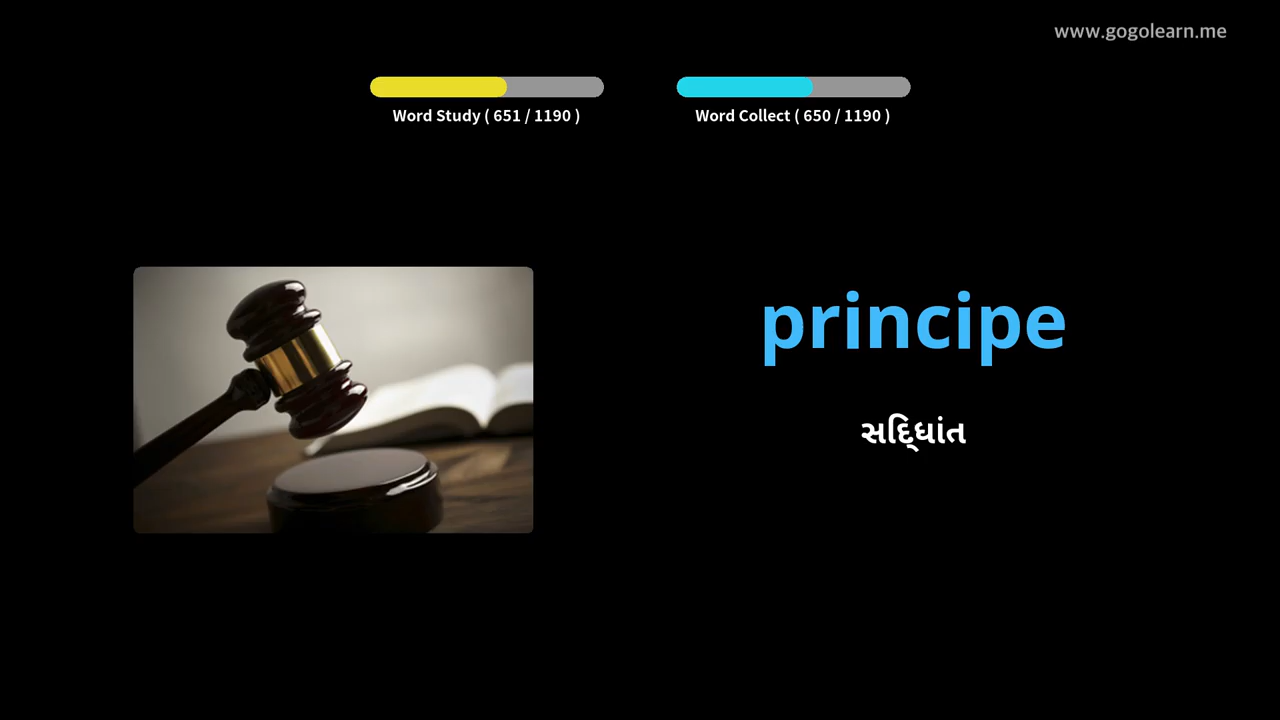 www.gogolearn.me
Word Study ( 651 / 1190 )
Word Collect ( 650 / 1190 )
principe
સદ્ધિાંત